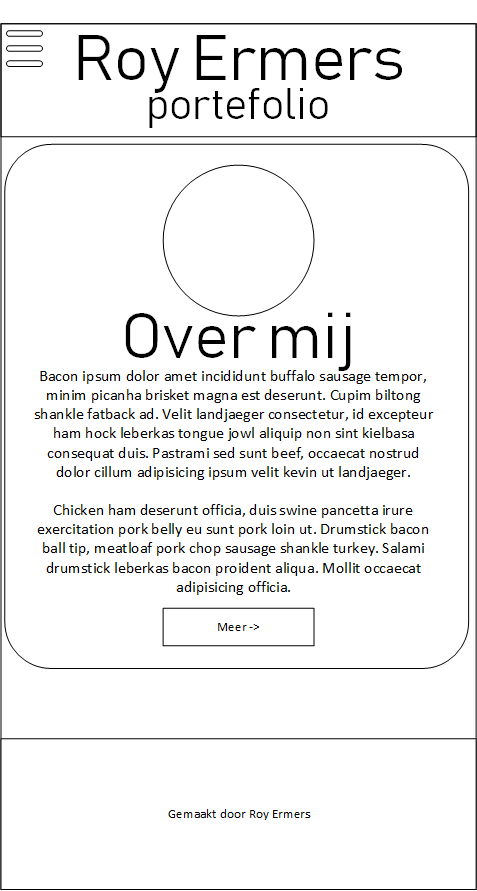 Roy Ermers
portefolio
Over mij
Bacon ipsum dolor amet incididunt buffalo sausage tempor,
minim picanha brisket magna est deserunt. Cupim biltong
shankle fatback ad. Velit landjaeger consectetur, id excepteur
ham hock leberkas tongue jowl aliquip non sint kielbasa
consequat duis. Pastrami sed sunt beef, occaecat nostrud
dolor cillum adipisicing ipsum velit kevin ut landjaeger.
Chicken ham deserunt officia, duis swine pancetta irure
exercitation pork belly eu sunt pork loin ut. Drumstick bacon
ball tip, meatloaf pork chop sausage shankle turkey. Salami
drumstick leberkas bacon proident aliqua. Mollit occaecat
adipisicing officia.
Meer ->
Gemaakt door Roy Ermers